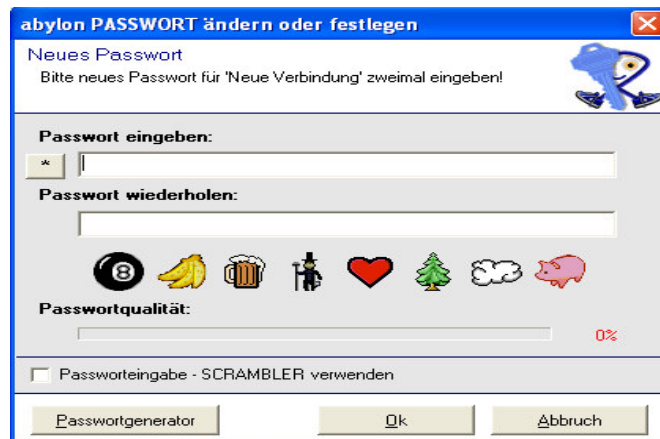 abylon PASSWORT ändern oder festlegen
Neues Passwort
Bitte neues Passwort für 'Neue Verbindung' zweimal eingeben!
Passwort eingeben:
*
Passwort wiederholen:
8
Passwortqualität:
0%
Passworteingabe - SCRAMBLER verwenden
Passwortgenerator Ok Abbruch